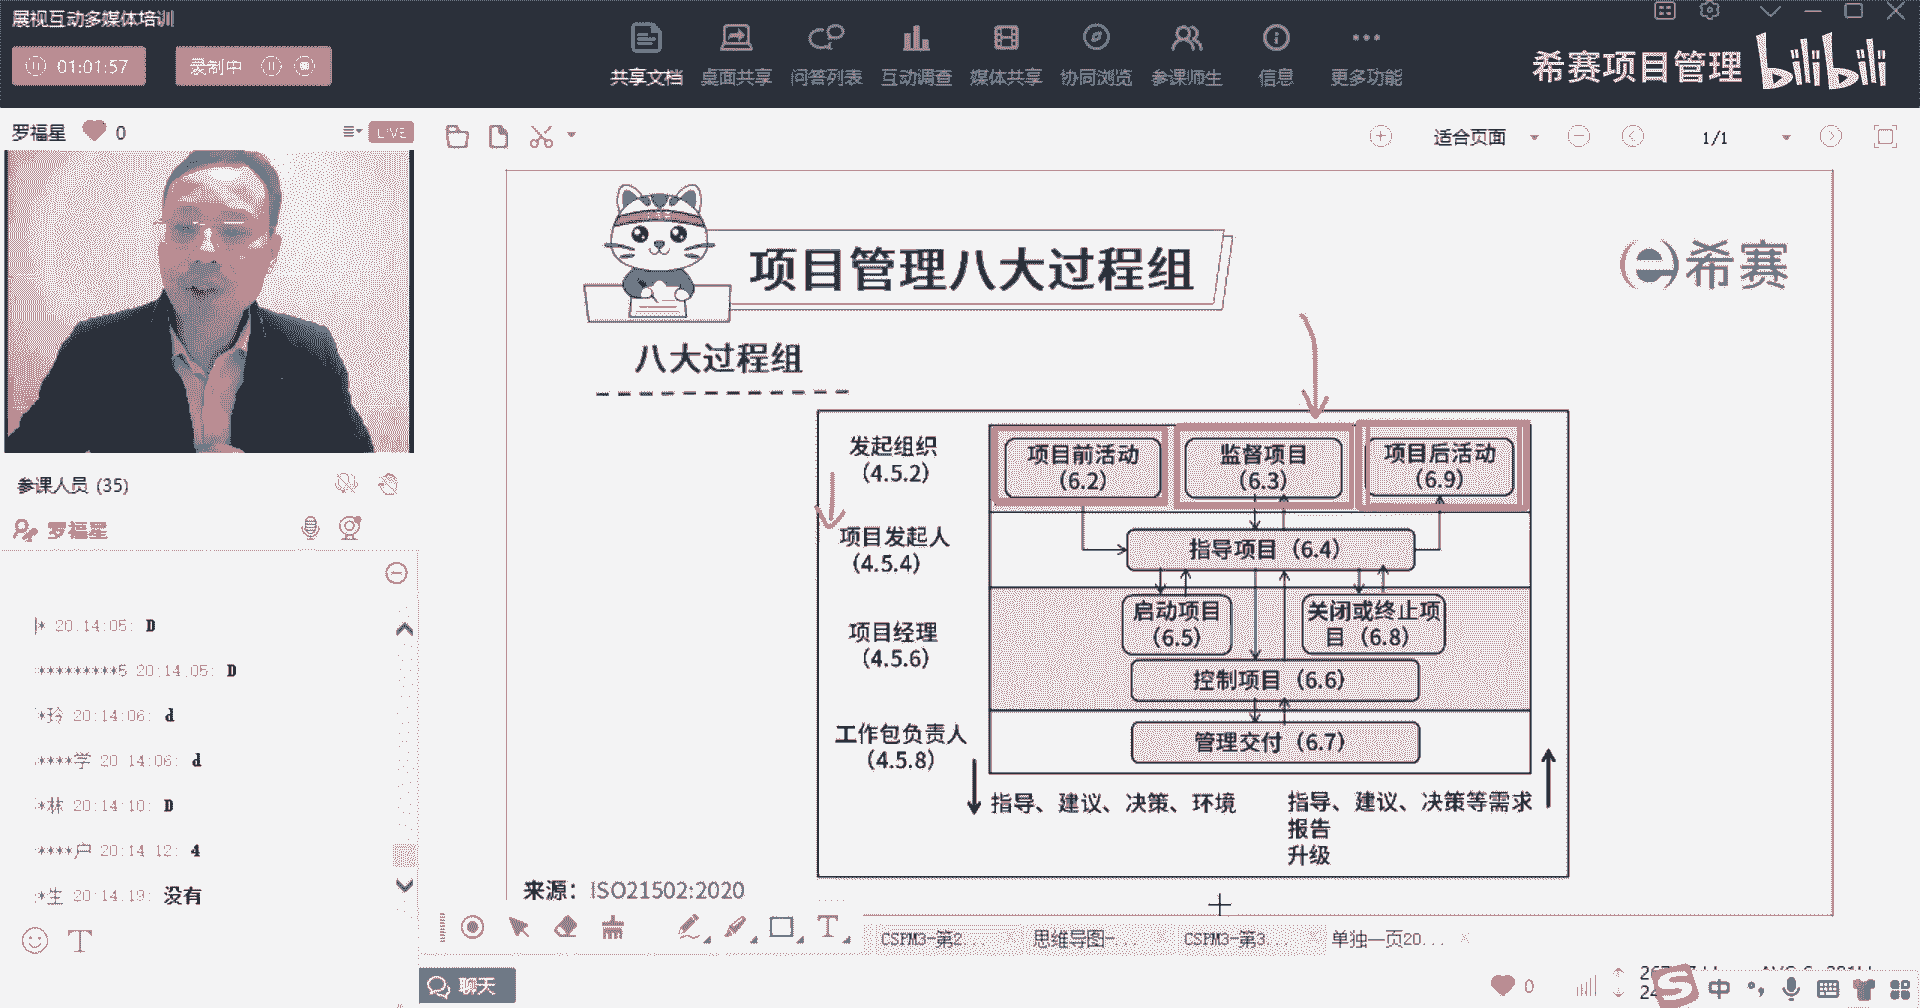 展视互动多媒体培训
01:01:57
录制中
共享文档 桌面共享 问答列表 互动调查 媒体共享 协同浏览 参课师生 信息 更多功能
希赛项目管理 bilibili
罗福星 0
LIVE
适合页面
1/1
项目管理八大过程组
希赛
八大过程组
发起组织
(4.5.2)
项目前活动
(6.2)
监督项目
(6.3)
项目后活动
(6.9)
项目发起人
(4.5.4)
指导项目（6.4）
项目经理
(4.5.6)
启动项目
(6.5)
关闭或终止项
目（6.8）
控制项目（6.6）
工作包负责人
(4.5.8)
管理交付（6.7）
指导、建议、决策、环境
指导、建议、决策等需求
报告
升级
来源：ISO21502:2020
参课人员 (35)
罗福星
* 20:14:05: D
*********5 20:14:05: D
*玲 20:14:06: d
****学 20:14:06: d
*林 20:14:10: D
****户 20:14:12: 4
*生 20:14:19: 没有
T
T
CSPM3-第2...
思维导图-...
CSPM3-第3...
单独一页20...
聊天
0
中